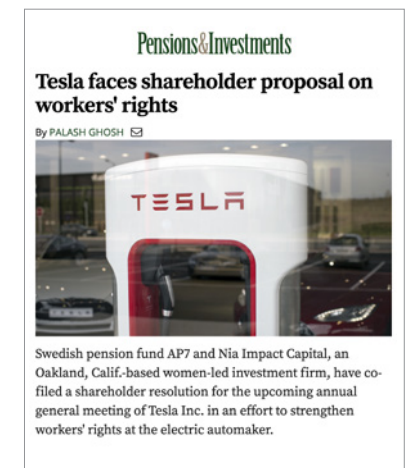 Pensions&Investments
Tesla faces shareholder proposal on
workers' rights
By PALASH GHOSH
TESLA
TESLA
Swedish pension fund AP7 and Nia Impact Capital, an
Oakland, Calif.-based women-led investment firm, have co-
filed a shareholder resolution for the upcoming annual
general meeting of Tesla Inc. in an effort to strengthen
workers' rights at the electric automaker.